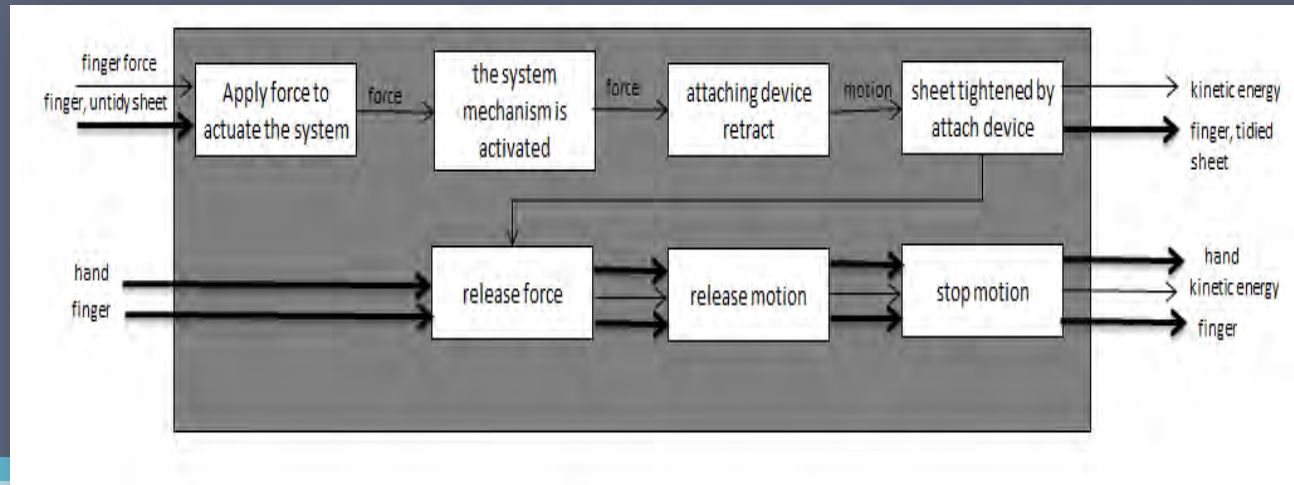 finger force
finger, untidy sheet
Apply force to
actuate the system
force
the system
mechanism is
activated
force
attaching device
retract
motion
sheet tightened by
attach device
kinetic energy
finger, tidied
sheet
hand
finger
release force
release motion
stop motion
hand
kinetic energy
finger